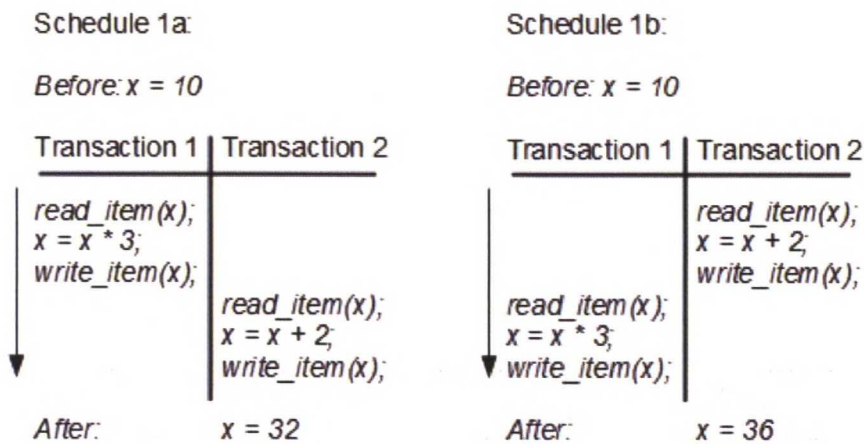 Schedule 1a:
Before: x = 10
Transaction 1 Transaction 2
read_item(x);
x = x * 3;
write_item(x);
read_item(x);
x = x + 2;
write_item(x);
After: x = 32
Schedule 1b:
Before: x = 10
Transaction 1 Transaction 2
read_item(x);
x = x + 2;
write_item(x);
read_item(x);
x = x * 3;
write_item(x);
After: x = 36